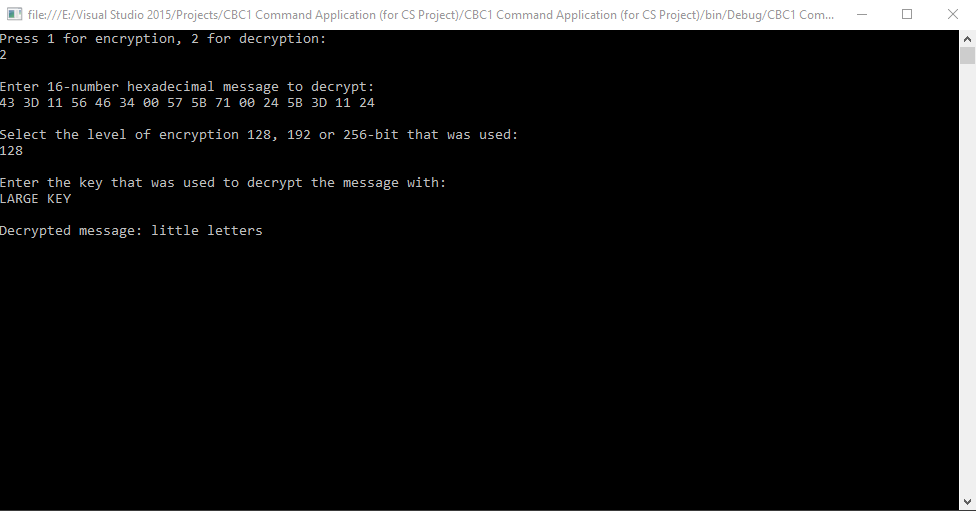 file:///E:/Visual Studio 2015/Projects/CBC1 Command Application (for CS Project)/CBC1 Command Application (for CS Project)/bin/Debug/CBC1 Com...
Press 1 for encryption, 2 for decryption:
2
Enter 16-number hexadecimal message to decrypt:
43 3D 11 56 46 34 00 57 5B 71 00 24 5B 3D 11 24
Select the level of encryption 128, 192 or 256-bit that was used:
128
Enter the key that was used to decrypt the message with:
LARGE KEY
Decrypted message: little letters